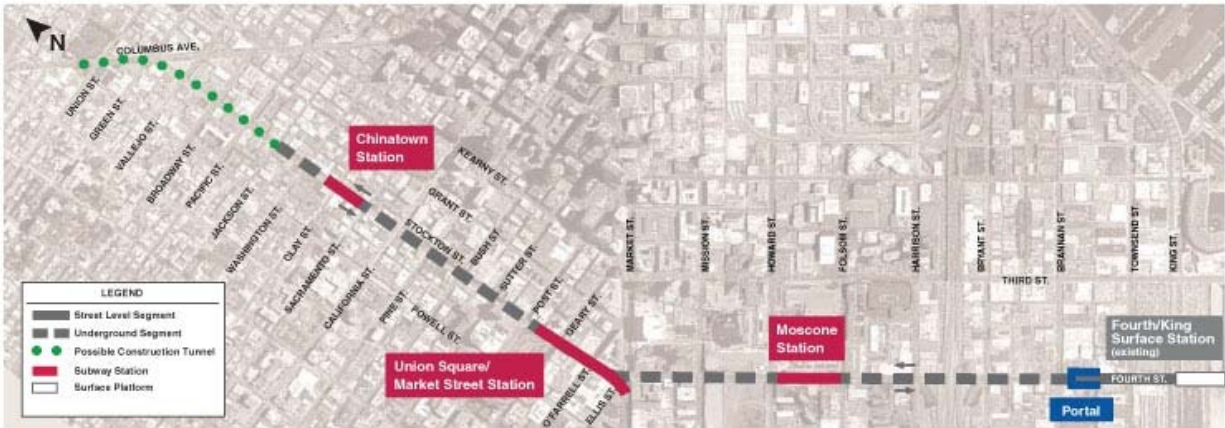 N
COLUMBUS AVE.
UNION ST.
GREEN ST.
VALLEJO ST.
BROADWAY ST.
PACIFIC ST.
JACKSON ST.
WASHINGTON ST.
CLAY ST.
SACRAMENTO ST.
CALIFORNIA ST.
PINE ST.
POWELL ST.
Chinatown
Station
KEARNY ST.
GRANT ST.
STOCKTON ST.
BUSH ST
SUTTER ST.
POST ST.
GEARY ST.
O'FARRELL ST.
ELLIS ST.
Union Square/
Market Street Station
MARKET ST.
MISSION ST.
HOWARD ST.
FOLSOM ST.
HARRISON ST.
BRYANT ST.
BRANNAN ST.
TOWNSEND ST.
KING ST.
THIRD ST.
Moscone
Station
Fourth/King
Surface Station
(existing)
FOURTH ST.
Portal
LEGEND
Street Level Segment
Underground Segment
Possible Construction Tunnel
Subway Station
Surface Platform